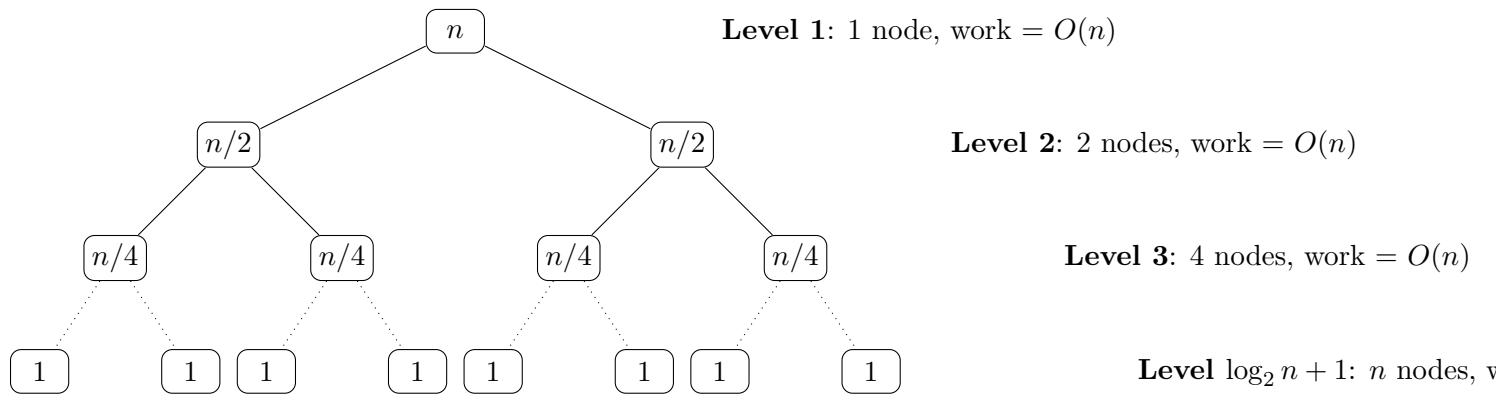 n Level 1: 1 node, work = O(n)
n/2 n/2 Level 2: 2 nodes, work = O(n)
n/4 n/4 n/4 n/4 Level 3: 4 nodes, work = O(n)
1 1 1 1 1 1 1 1 Level log₂ n + 1: n nodes,